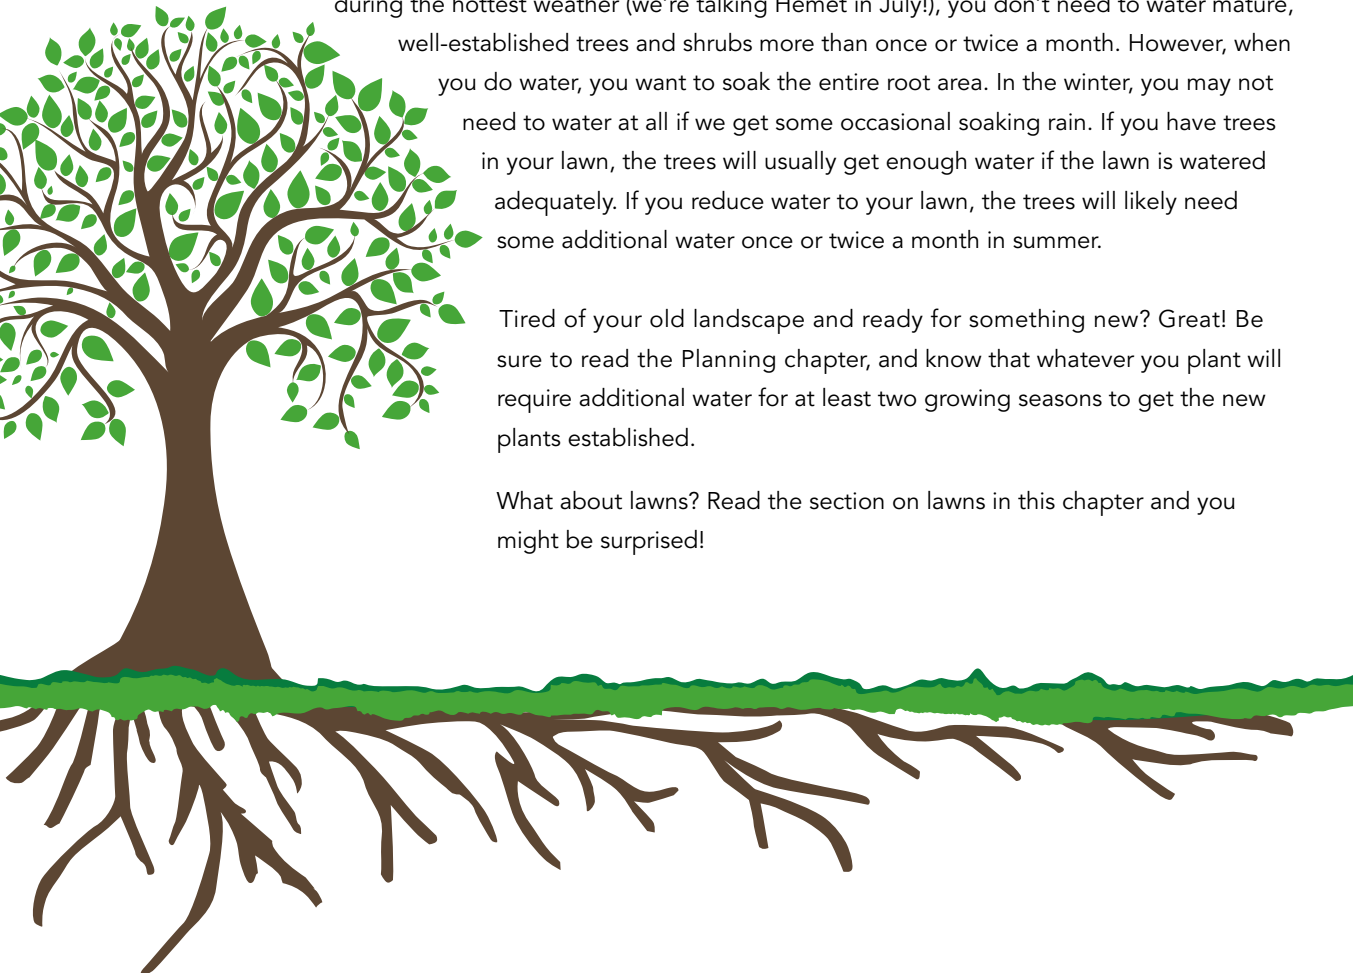 during the hottest weather (we're talking Hemet in July!), you don't need to water mature,
well-established trees and shrubs more than once or twice a month. However, when
you do water, you want to soak the entire root area. In the winter, you may not
need to water at all if we get some occasional soaking rain. If you have trees
in your lawn, the trees will usually get enough water if the lawn is watered
adequately. If you reduce water to your lawn, the trees will likely need
some additional water once or twice a month in summer.
Tired of your old landscape and ready for something new? Great! Be
sure to read the Planning chapter, and know that whatever you plant will
require additional water for at least two growing seasons to get the new
plants established.
What about lawns? Read the section on lawns in this chapter and you
might be surprised!